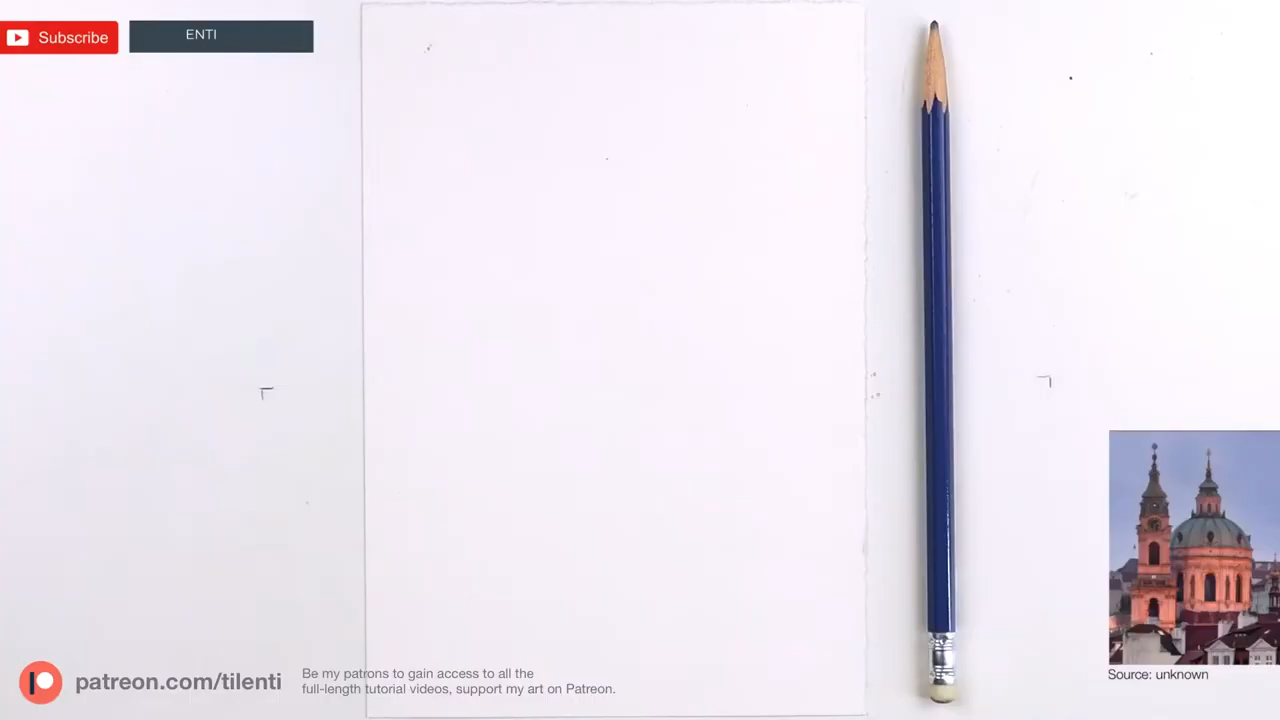 Subscribe
ENTI
Source: unknown
patreon.com/tilenti
Be my patrons to gain access to all the
full-length tutorial videos, support my art on Patreon.